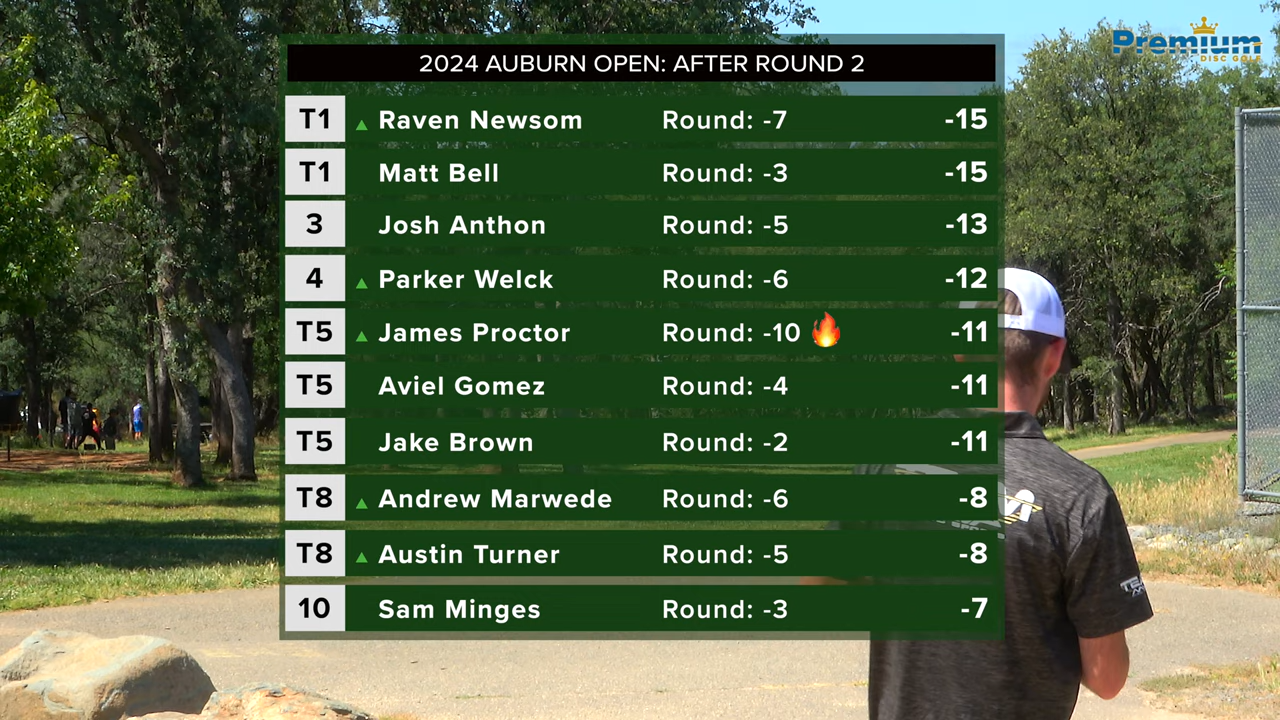 Premium
DISC GOLF
2024 AUBURN OPEN: AFTER ROUND 2
T1 Raven Newsom Round: -7 -15
T1 Matt Bell Round: -3 -15
3 Josh Anthon Round: -5 -13
4 Parker Welck Round: -6 -12
T5 James Proctor Round: -10 -11
T5 Aviel Gomez Round: -4 -11
T5 Jake Brown Round: -2 -11
T8 Andrew Marwede Round: -6 -8
T8 Austin Turner Round: -5 -8
10 Sam Minges Round: -3 -7